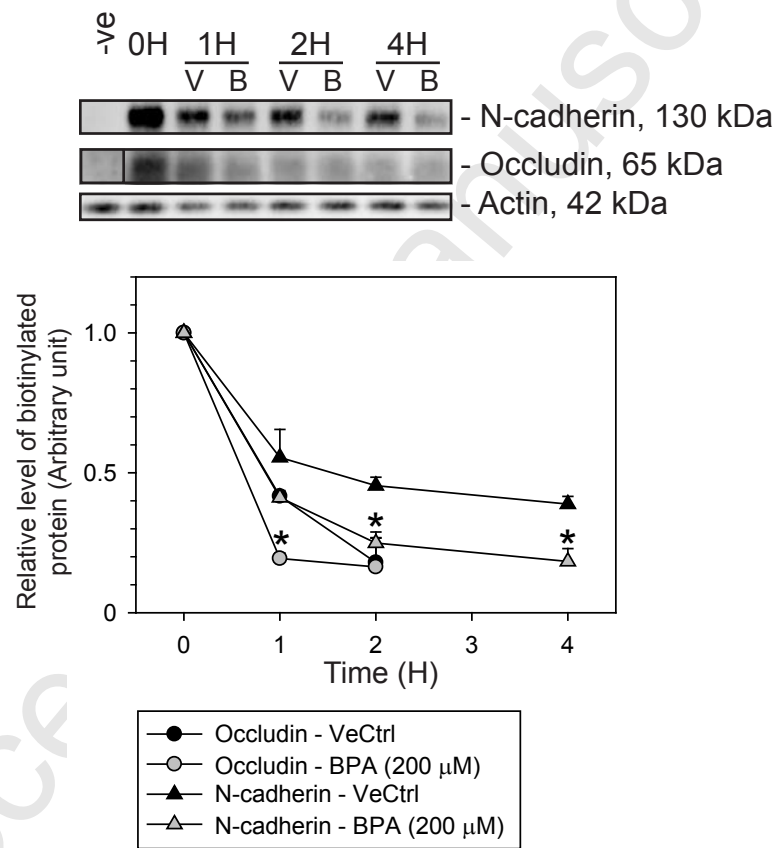 -ve 0H 1H 2H 4H
V B V B V B
- N-cadherin, 130 kDa
- Occludin, 65 kDa
- Actin, 42 kDa
Relative level of biotinylated
protein (Arbitrary unit)
1.0
0.5
0
* * *
0 1 2 3 4
Time (H)
Occludin - VeCtrl
Occludin - BPA (200 μM)
N-cadherin - VeCtrl
N-cadherin - BPA (200 μM)